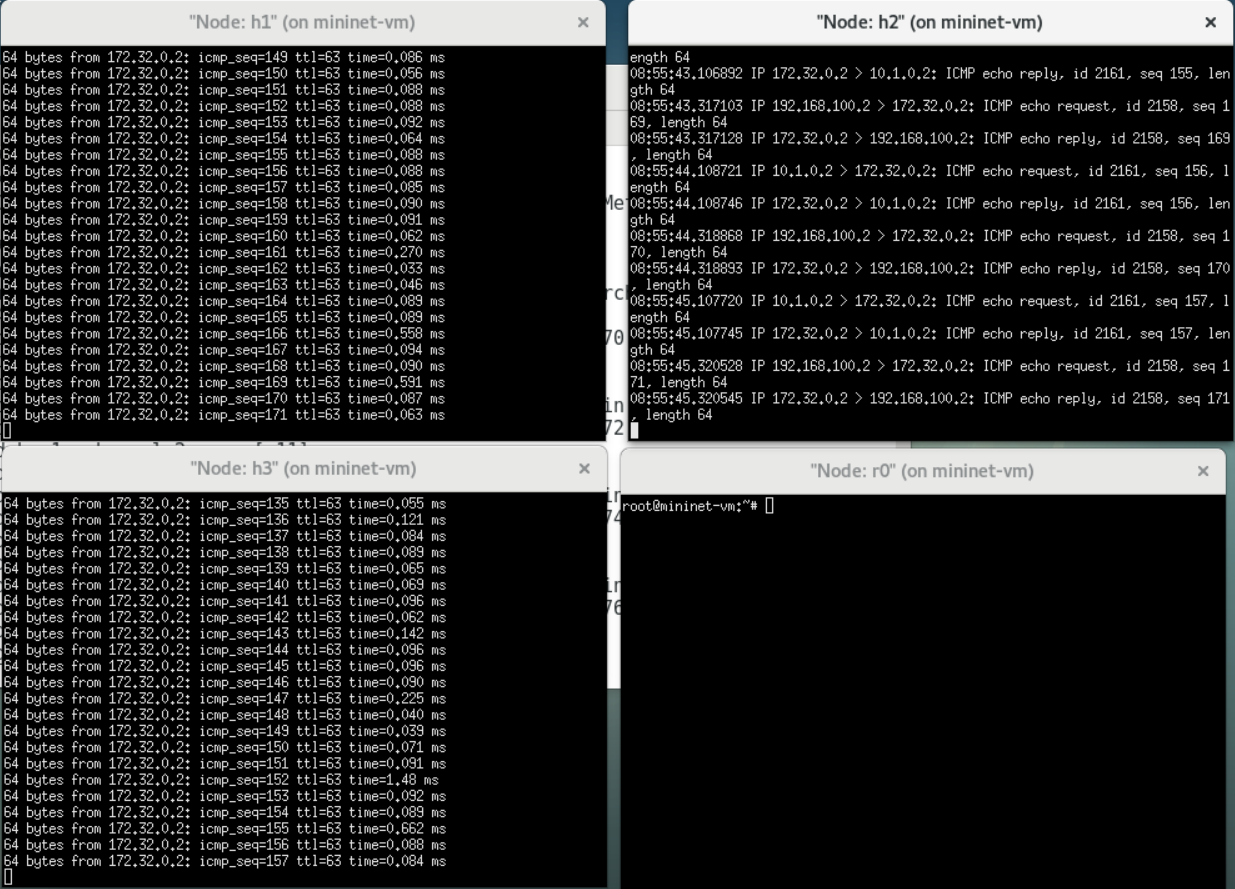 "Node: h1" (on mininet-vm)
×
64 bytes from 172.32.0.2: icmp_seq=149 ttl=63 time=0.086 ms
64 bytes from 172.32.0.2: icmp_seq=150 ttl=63 time=0.056 ms
64 bytes from 172.32.0.2: icmp_seq=151 ttl=63 time=0.088 ms
64 bytes from 172.32.0.2: icmp_seq=152 ttl=63 time=0.088 ms
64 bytes from 172.32.0.2: icmp_seq=153 ttl=63 time=0.092 ms
64 bytes from 172.32.0.2: icmp_seq=154 ttl=63 time=0.064 ms
64 bytes from 172.32.0.2: icmp_seq=155 ttl=63 time=0.088 ms
64 bytes from 172.32.0.2: icmp_seq=156 ttl=63 time=0.088 ms
64 bytes from 172.32.0.2: icmp_seq=157 ttl=63 time=0.085 ms
64 bytes from 172.32.0.2: icmp_seq=158 ttl=63 time=0.090 ms
64 bytes from 172.32.0.2: icmp_seq=159 ttl=63 time=0.091 ms
64 bytes from 172.32.0.2: icmp_seq=160 ttl=63 time=0.062 ms
64 bytes from 172.32.0.2: icmp_seq=161 ttl=63 time=0.270 ms
64 bytes from 172.32.0.2: icmp_seq=162 ttl=63 time=0.033 ms
64 bytes from 172.32.0.2: icmp_seq=163 ttl=63 time=0.046 ms
64 bytes from 172.32.0.2: icmp_seq=164 ttl=63 time=0.089 ms
64 bytes from 172.32.0.2: icmp_seq=165 ttl=63 time=0.089 ms
64 bytes from 172.32.0.2: icmp_seq=166 ttl=63 time=0.558 ms
64 bytes from 172.32.0.2: icmp_seq=167 ttl=63 time=0.094 ms
64 bytes from 172.32.0.2: icmp_seq=168 ttl=63 time=0.090 ms
64 bytes from 172.32.0.2: icmp_seq=169 ttl=63 time=0.591 ms
64 bytes from 172.32.0.2: icmp_seq=170 ttl=63 time=0.087 ms
64 bytes from 172.32.0.2: icmp_seq=171 ttl=63 time=0.063 ms
"Node: h2" (on mininet-vm)
×
ength 64
08:55:43.106892 IP 172.32.0.2 > 10.1.0.2: ICMP echo reply, id 2161, seq 155, len
gth 64
08:55:43.317103 IP 192.168.100.2 > 172.32.0.2: ICMP echo request, id 2158, seq 1
69, length 64
08:55:43.317128 IP 172.32.0.2 > 192.168.100.2: ICMP echo reply, id 2158, seq 169
, length 64
08:55:44.108721 IP 10.1.0.2 > 172.32.0.2: ICMP echo request, id 2161, seq 156, l
ength 64
08:55:44.108746 IP 172.32.0.2 > 10.1.0.2: ICMP echo reply, id 2161, seq 156, len
gth 64
08:55:44.318868 IP 192.168.100.2 > 172.32.0.2: ICMP echo request, id 2158, seq 1
70, length 64
08:55:44.318893 IP 172.32.0.2 > 192.168.100.2: ICMP echo reply, id 2158, seq 170
, length 64
08:55:45.107720 IP 10.1.0.2 > 172.32.0.2: ICMP echo request, id 2161, seq 157, l
ength 64
08:55:45.107745 IP 172.32.0.2 > 10.1.0.2: ICMP echo reply, id 2161, seq 157, len
gth 64
08:55:45.320528 IP 192.168.100.2 > 172.32.0.2: ICMP echo request, id 2158, seq 1
71, length 64
08:55:45.320545 IP 172.32.0.2 > 192.168.100.2: ICMP echo reply, id 2158, seq 171
, length 64
"Node: h3" (on mininet-vm)
×
64 bytes from 172.32.0.2: icmp_seq=135 ttl=63 time=0.055 ms
64 bytes from 172.32.0.2: icmp_seq=136 ttl=63 time=0.121 ms
64 bytes from 172.32.0.2: icmp_seq=137 ttl=63 time=0.084 ms
64 bytes from 172.32.0.2: icmp_seq=138 ttl=63 time=0.089 ms
64 bytes from 172.32.0.2: icmp_seq=139 ttl=63 time=0.065 ms
64 bytes from 172.32.0.2: icmp_seq=140 ttl=63 time=0.069 ms
64 bytes from 172.32.0.2: icmp_seq=141 ttl=63 time=0.096 ms
64 bytes from 172.32.0.2: icmp_seq=142 ttl=63 time=0.062 ms
64 bytes from 172.32.0.2: icmp_seq=143 ttl=63 time=0.142 ms
64 bytes from 172.32.0.2: icmp_seq=144 ttl=63 time=0.096 ms
64 bytes from 172.32.0.2: icmp_seq=145 ttl=63 time=0.096 ms
64 bytes from 172.32.0.2: icmp_seq=146 ttl=63 time=0.090 ms
64 bytes from 172.32.0.2: icmp_seq=147 ttl=63 time=0.225 ms
64 bytes from 172.32.0.2: icmp_seq=148 ttl=63 time=0.040 ms
64 bytes from 172.32.0.2: icmp_seq=149 ttl=63 time=0.039 ms
64 bytes from 172.32.0.2: icmp_seq=150 ttl=63 time=0.071 ms
64 bytes from 172.32.0.2: icmp_seq=151 ttl=63 time=0.091 ms
64 bytes from 172.32.0.2: icmp_seq=152 ttl=63 time=1.48 ms
64 bytes from 172.32.0.2: icmp_seq=153 ttl=63 time=0.092 ms
64 bytes from 172.32.0.2: icmp_seq=154 ttl=63 time=0.089 ms
64 bytes from 172.32.0.2: icmp_seq=155 ttl=63 time=0.662 ms
64 bytes from 172.32.0.2: icmp_seq=156 ttl=63 time=0.088 ms
64 bytes from 172.32.0.2: icmp_seq=157 ttl=63 time=0.084 ms
"Node: r0" (on mininet-vm)
×
root@mininet-vm:~#